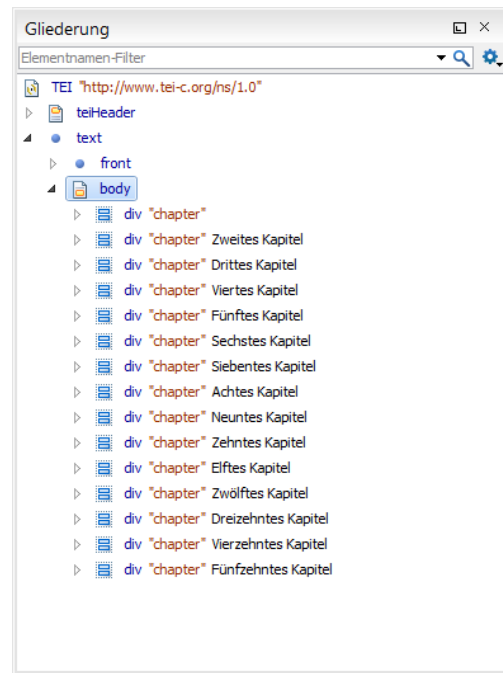 Gliederung
Elementnamen-Filter
TEI "http://www.tei-c.org/ns/1.0"
teiHeader
text
front
body
div "chapter"
div "chapter" Zweites Kapitel
div "chapter" Drittes Kapitel
div "chapter" Viertes Kapitel
div "chapter" Fünftes Kapitel
div "chapter" Sechstes Kapitel
div "chapter" Siebentes Kapitel
div "chapter" Achtes Kapitel
div "chapter" Neuntes Kapitel
div "chapter" Zehntes Kapitel
div "chapter" Elftes Kapitel
div "chapter" Zwölftes Kapitel
div "chapter" Dreizehntes Kapitel
div "chapter" Vierzehntes Kapitel
div "chapter" Fünfzehntes Kapitel